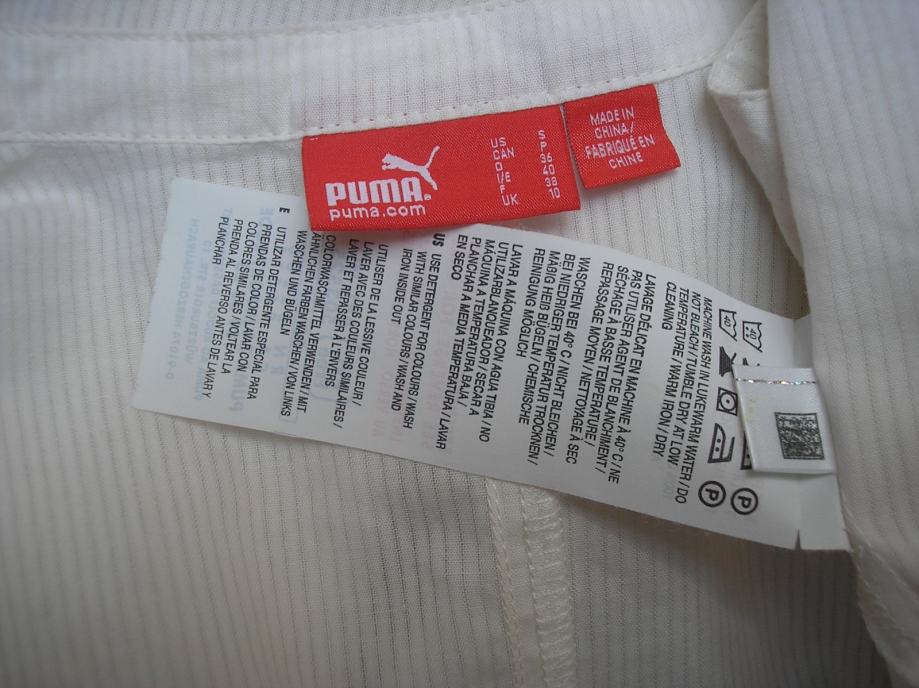 PUMA®
puma.com
US S
CAN P
D 36
I/E 40
F 38
UK 10
MADE IN
CHINA/
FABRIQUÉ EN
CHINE
40
40
P
P
MACHINE WASH IN LUKEWARM WATER / DO
NOT BLEACH / TUMBLE DRY AT LOW
TEMPERATURE / WARM IRON / DRY
CLEANING
LAVAGE DÉLICAT EN MACHINE À 40° C / NE
PAS UTILISER AGENT DE BLANCHIMENT /
SÉCHAGE À BASSE TEMPERATURE /
REPASSAGE MOYEN / NETTOYAGE À SEC
WASCHEN BEI 40° C / NICHT BLEICHEN /
BEI NIEDRIGER TEMPERATUR TROCKNEN /
MÄßIG HEIß BÜGELN / CHEMISCHE
REINIGUNG MÖGLICH
LAVAR A MÁQUINA CON AGUA TIBIA / NO
UTILIZAR BLANQUEADOR / SECAR A
MÁQUINA A TEMPERATURA BAJA /
PLANCHAR A MEDIA TEMPERATURA / LAVAR
EN SECO
US USE DETERGENT FOR COLOURS / WASH
WITH SIMILAR COLOURS / WASH AND
IRON INSIDE OUT
UTILISER DE LA LESSIVE COULEUR /
LAVER AVEC DES COULEURS SIMILAIRES /
LAVER ET REPASSER À L'ENVERS
COLORWASCHMITTEL VERWENDEN / MIT
ÄHNLICHEN FARBEN WASCHEN / VON LINKS
WASCHEN UND BÜGELN
E UTILIZAR DETERGENTE ESPECIAL PARA
PRENDAS DE COLOR / LAVAR CON
COLORES SIMILARES / VOLTEAR LA
PRENDA AL REVERSO ANTES DE LAVAR Y
PLANCHAR